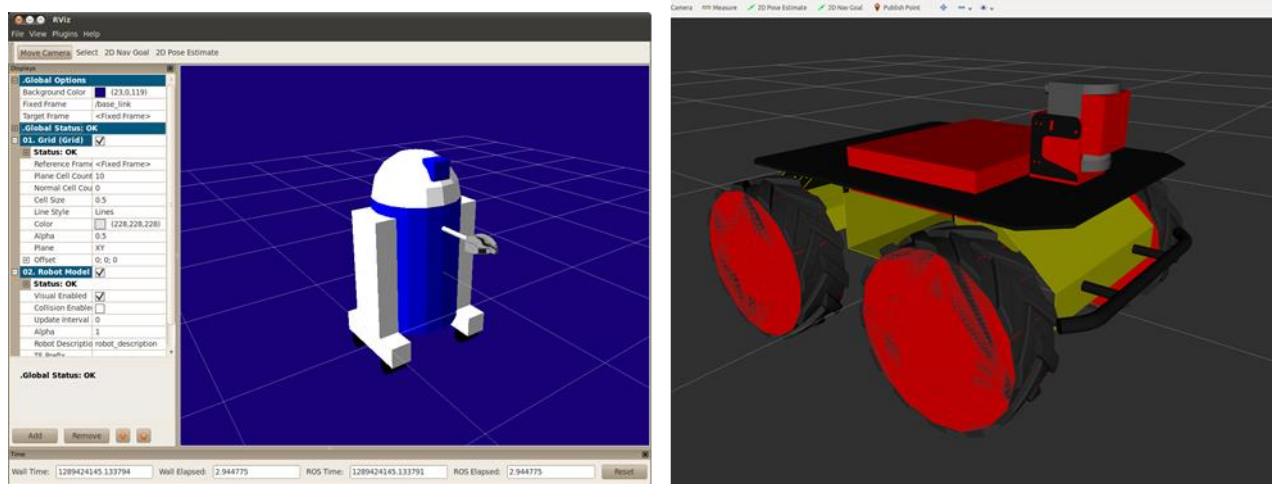 RViz
File View Plugins Help
Move Camera Select 2D Nav Goal 2D Pose Estimate
Displays
.Global Options
Background Color (23,0,119)
Fixed Frame /base_link
Target Frame <Fixed Frame>
.Global Status: OK
01. Grid (Grid)
Status: OK
Reference Frame <Fixed Frame>
Plane Cell Count 10
Normal Cell Cou 0
Cell Size 0.5
Line Style Lines
Color (228,228,228)
Alpha 0.5
Plane XY
Offset 0; 0; 0
02. Robot Model
Status: OK
Visual Enabled
Collision Enable
Update Interval 0
Alpha 1
Robot Descriptio robot_description
.Global Status: OK
Add Remove
Time
Wall Time: 1289424145.133794 Wall Elapsed: 2.944775 ROS Time: 1289424145.133791 ROS Elapsed: 2.944775 Reset
Camera Measure 2D Pose Estimate 2D Nav Goal Publish Point